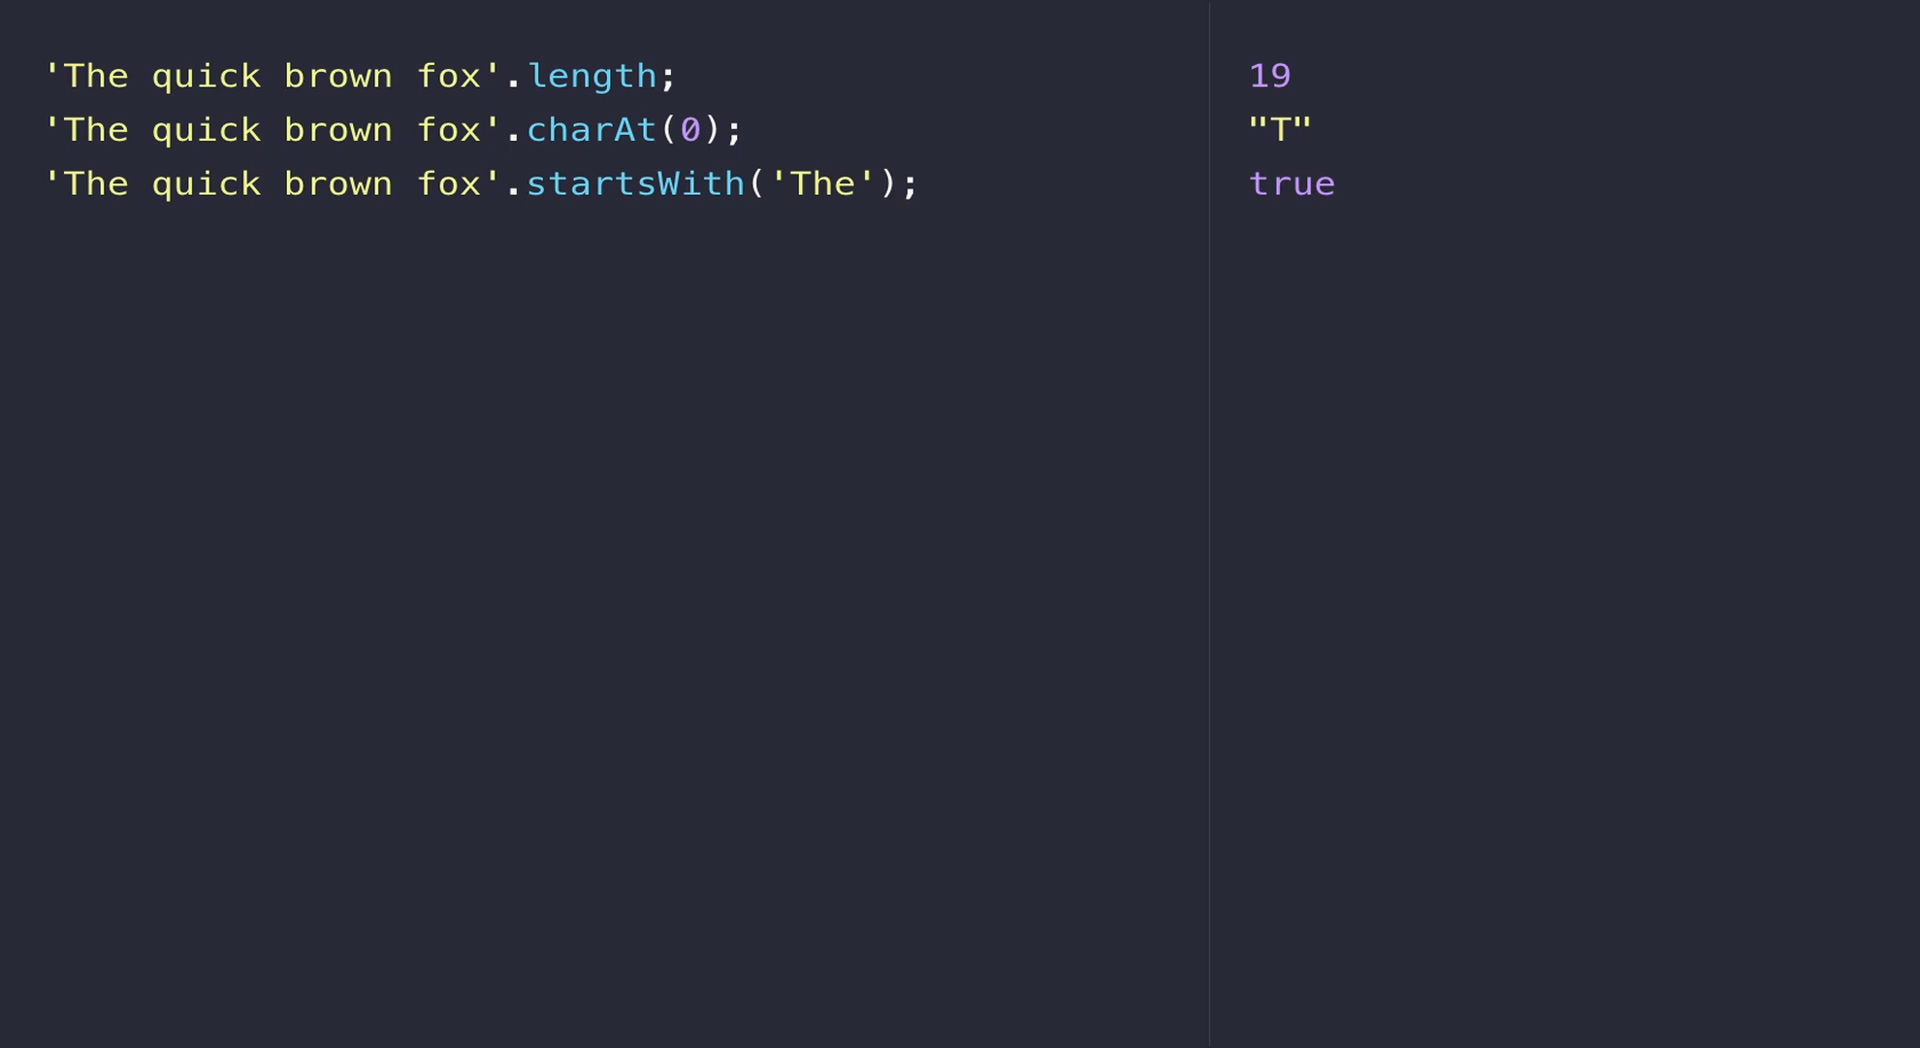 'The quick brown fox'.length;
19
'The quick brown fox'.charAt(0);
"T"
'The quick brown fox'.startsWith('The');
true